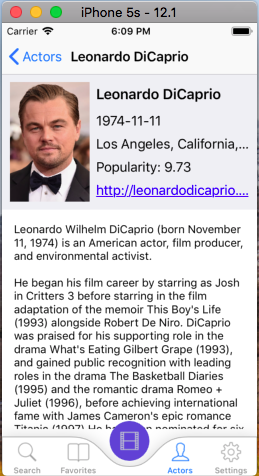 iPhone 5s - 12.1
Carrier
6:09 PM
Actors
Leonardo DiCaprio
Leonardo DiCaprio
1974-11-11
Los Angeles, California,...
Popularity: 9.73
http://leonardodicaprio....
Leonardo Wilhelm DiCaprio (born November
11, 1974) is an American actor, film producer,
and environmental activist.
He began his film career by starring as Josh
in Critters 3 before starring in the film
adaptation of the memoir This Boy's Life
(1993) alongside Robert De Niro. DiCaprio
was praised for his supporting role in the
drama What's Eating Gilbert Grape (1993),
and gained public recognition with leading
roles in the drama The Basketball Diaries
(1995) and the romantic drama Romeo +
Juliet (1996), before achieving international
fame with James Cameron's epic romance
Titanic (1997) He has been nominated for six
Search
Favorites
Actors
Settings